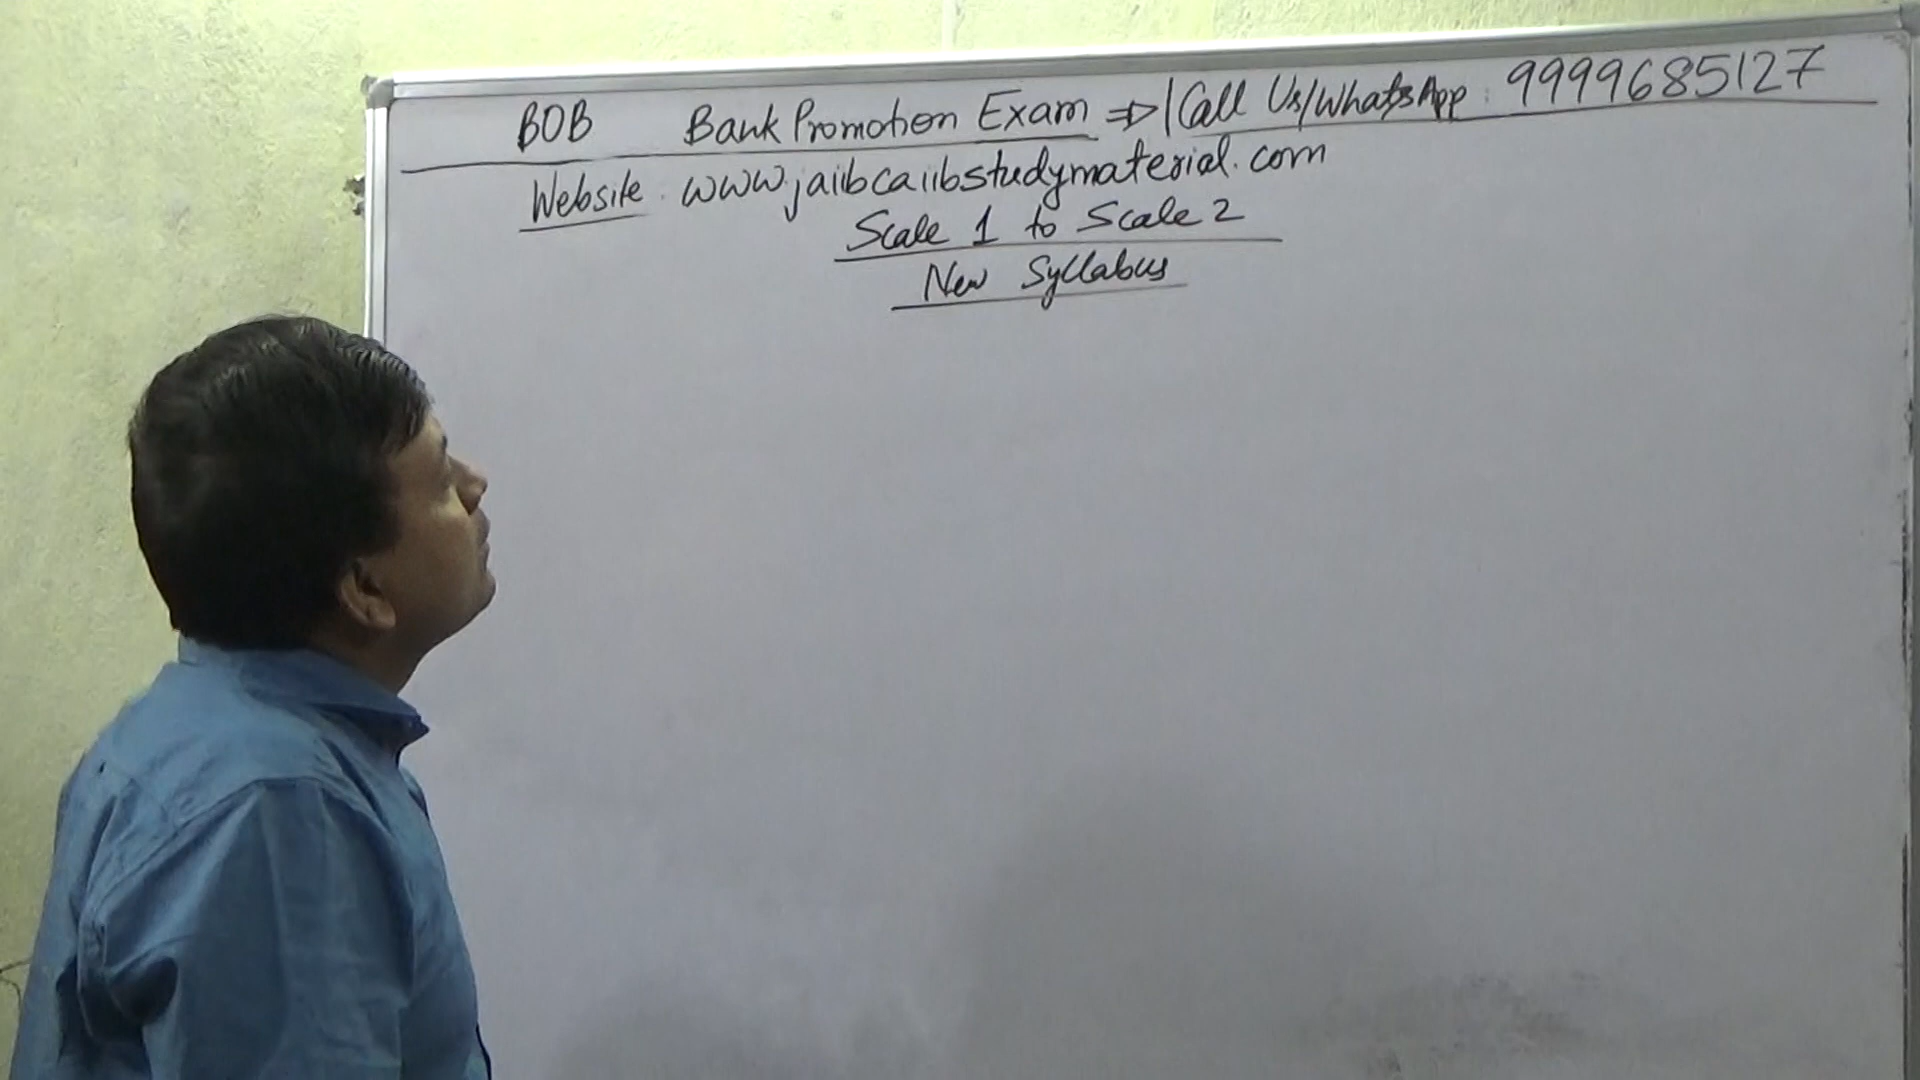 BOB Bank Promotion Exam ⇒ | Call Us/WhatsApp : 9999685127
Website : www.jaiibcaiibstudymaterial.com
Scale 1 to Scale 2
New Syllabus